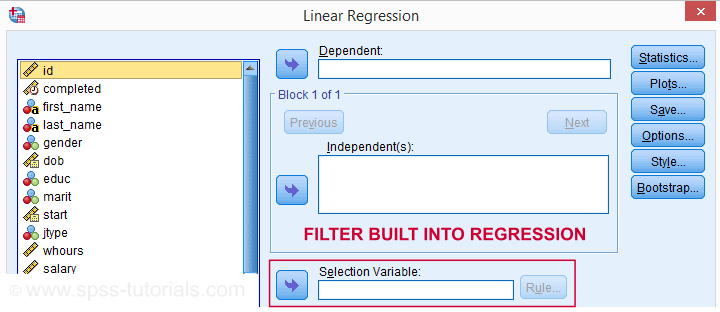 Linear Regression
id
completed
first_name
last_name
gender
dob
educ
marit
start
jtype
whours
salary
Dependent:
Block 1 of 1
Previous
Next
Independent(s):
FILTER BUILT INTO REGRESSION
Selection Variable:
Rule...
Statistics...
Plots...
Save...
Options...
Style...
Bootstrap...
© www.spss-tutorials.com